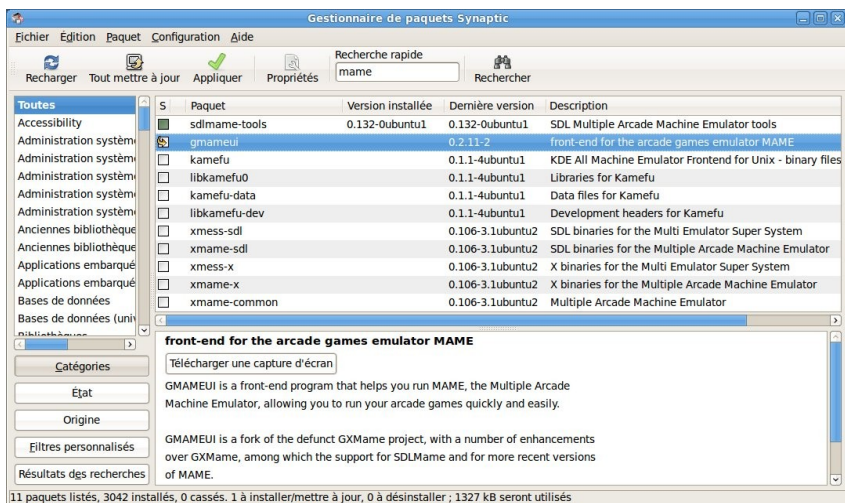 Gestionnaire de paquets Synaptic
Fichier Édition Paquet Configuration Aide
Recharger Tout mettre à jour Appliquer Propriétés
Recherche rapide
mame
Rechercher
Toutes
Accessibility
Administration systèm
Administration systèm
Administration systèm
Administration systèm
Anciennes bibliothèque
Anciennes bibliothèque
Applications embarqué
Applications embarqué
Bases de données
Bases de données (univ
Bibliothèques
Catégories
État
Origine
Filtres personnalisés
Résultats des recherches
S Paquet Version installée Dernière version Description
sdlmame-tools 0.132-0ubuntu1 0.132-0ubuntu1 SDL Multiple Arcade Machine Emulator tools
gmameui 0.2.11-2 front-end for the arcade games emulator MAME
kamefu 0.1.1-4ubuntu1 KDE All Machine Emulator Frontend for Unix - binary files
libkamefu0 0.1.1-4ubuntu1 Libraries for Kamefu
kamefu-data 0.1.1-4ubuntu1 Data files for Kamefu
libkamefu-dev 0.1.1-4ubuntu1 Development headers for Kamefu
xmess-sdl 0.106-3.1ubuntu2 SDL binaries for the Multi Emulator Super System
xmame-sdl 0.106-3.1ubuntu2 SDL binaries for the Multiple Arcade Machine Emulator
xmess-x 0.106-3.1ubuntu2 X binaries for the Multi Emulator Super System
xmame-x 0.106-3.1ubuntu2 X binaries for the Multiple Arcade Machine Emulator
xmame-common 0.106-3.1ubuntu2 Multiple Arcade Machine Emulator
front-end for the arcade games emulator MAME
Télécharger une capture d'écran
GMAMEUI is a front-end program that helps you run MAME, the Multiple Arcade
Machine Emulator, allowing you to run your arcade games quickly and easily.
GMAMEUI is a fork of the defunct GXMame project, with a number of enhancements
over GXMame, among which the support for SDLMame and for more recent versions
of MAME.
11 paquets listés, 3042 installés, 0 cassés. 1 à installer/mettre à jour, 0 à désinstaller ; 1327 kB seront utilisés